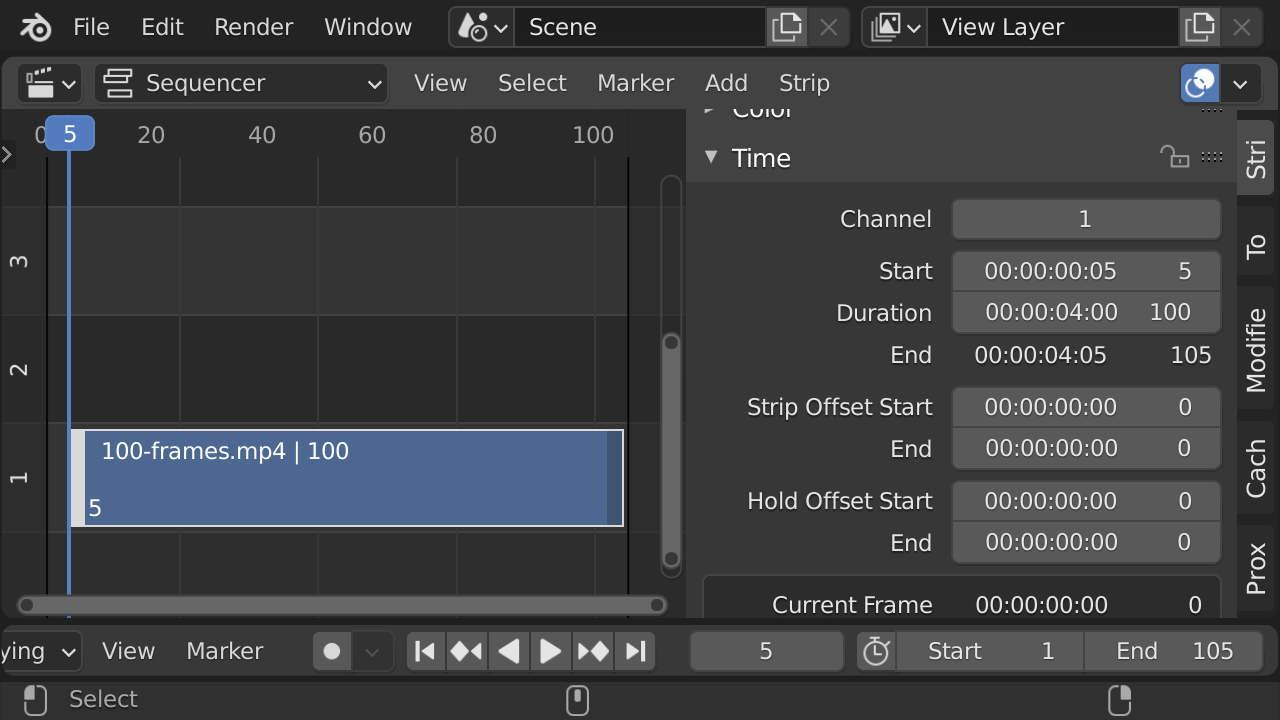 File Edit Render Window Scene View Layer
Sequencer View Select Marker Add Strip
0 5 20 40 60 80 100
Color
Time
Channel 1
Start 00:00:00:05 5
Duration 00:00:04:00 100
End 00:00:04:05 105
Strip Offset Start 00:00:00:00 0
End 00:00:00:00 0
Hold Offset Start 00:00:00:00 0
End 00:00:00:00 0
Current Frame 00:00:00:00 0
3
2
1
100-frames.mp4 | 100
5
Stri
To
Modifie
Cach
Prox
ying View Marker 5 Start 1 End 105
Select